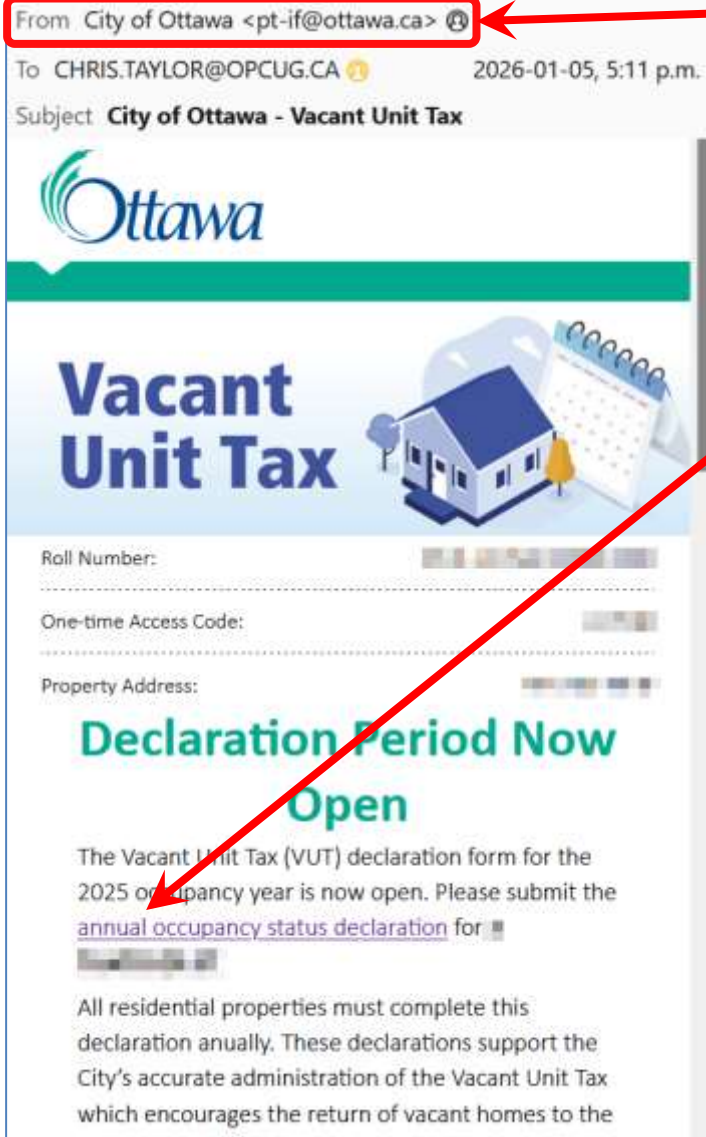 From City of Ottawa <pt-if@ottawa.ca>
To CHRIS.TAYLOR@OPCUG.CA 2026-01-05, 5:11 p.m.
Subject City of Ottawa - Vacant Unit Tax
Ottawa
Vacant
Unit Tax
Roll Number:
One-time Access Code:
Property Address:
Declaration Period Now
Open
The Vacant Unit Tax (VUT) declaration form for the
2025 occupancy year is now open. Please submit the
annual occupancy status declaration for
All residential properties must complete this
declaration anually. These declarations support the
City's accurate administration of the Vacant Unit Tax
which encourages the return of vacant homes to the